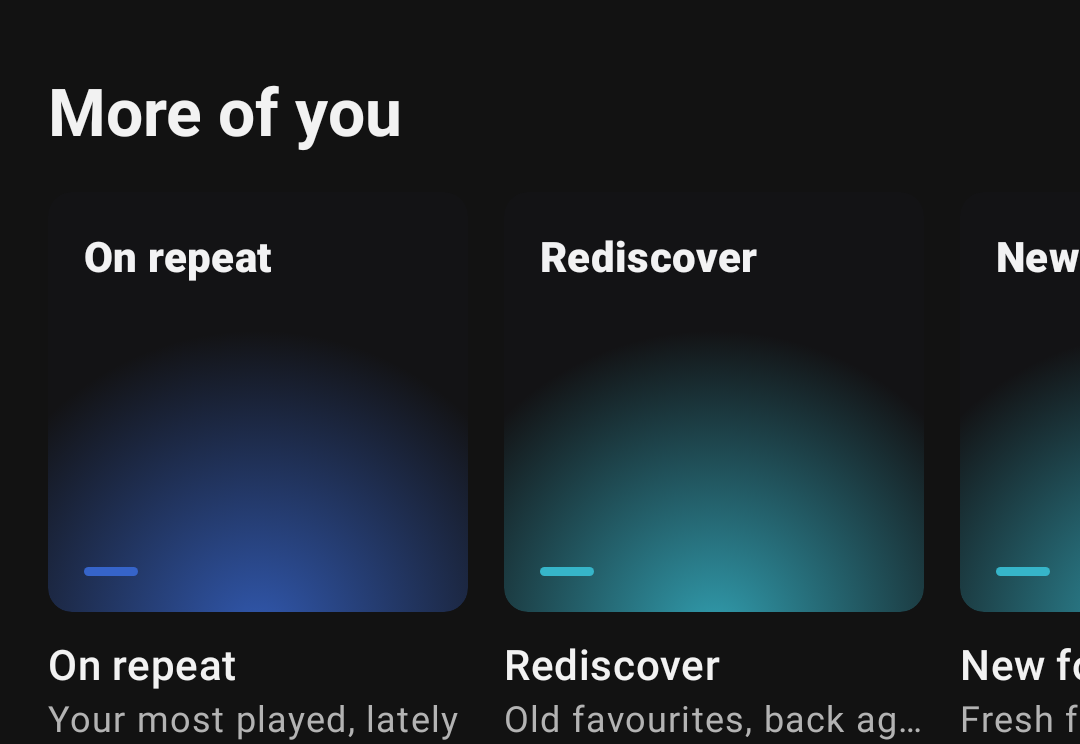 More of you
On repeat
Rediscover
New
On repeat
Rediscover
New fo
Your most played, lately
Old favourites, back ag…
Fresh f